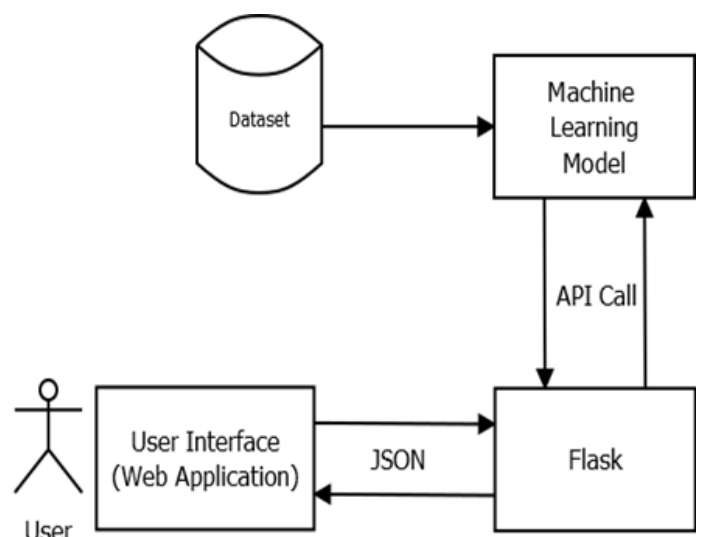 Dataset
Machine
Learning
Model
API Call
User Interface
(Web Application)
JSON
Flask
User